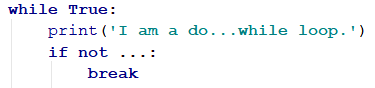 while True:
    print('I am a do...while loop.')
    if not ...:
        break